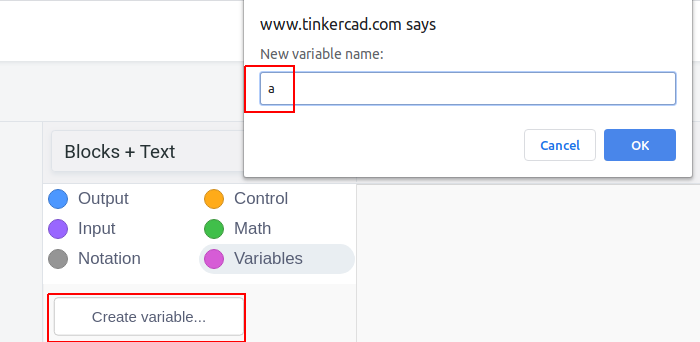 www.tinkercad.com says
New variable name:
a
Cancel OK
Blocks + Text
Output Control
Input Math
Notation Variables
Create variable...